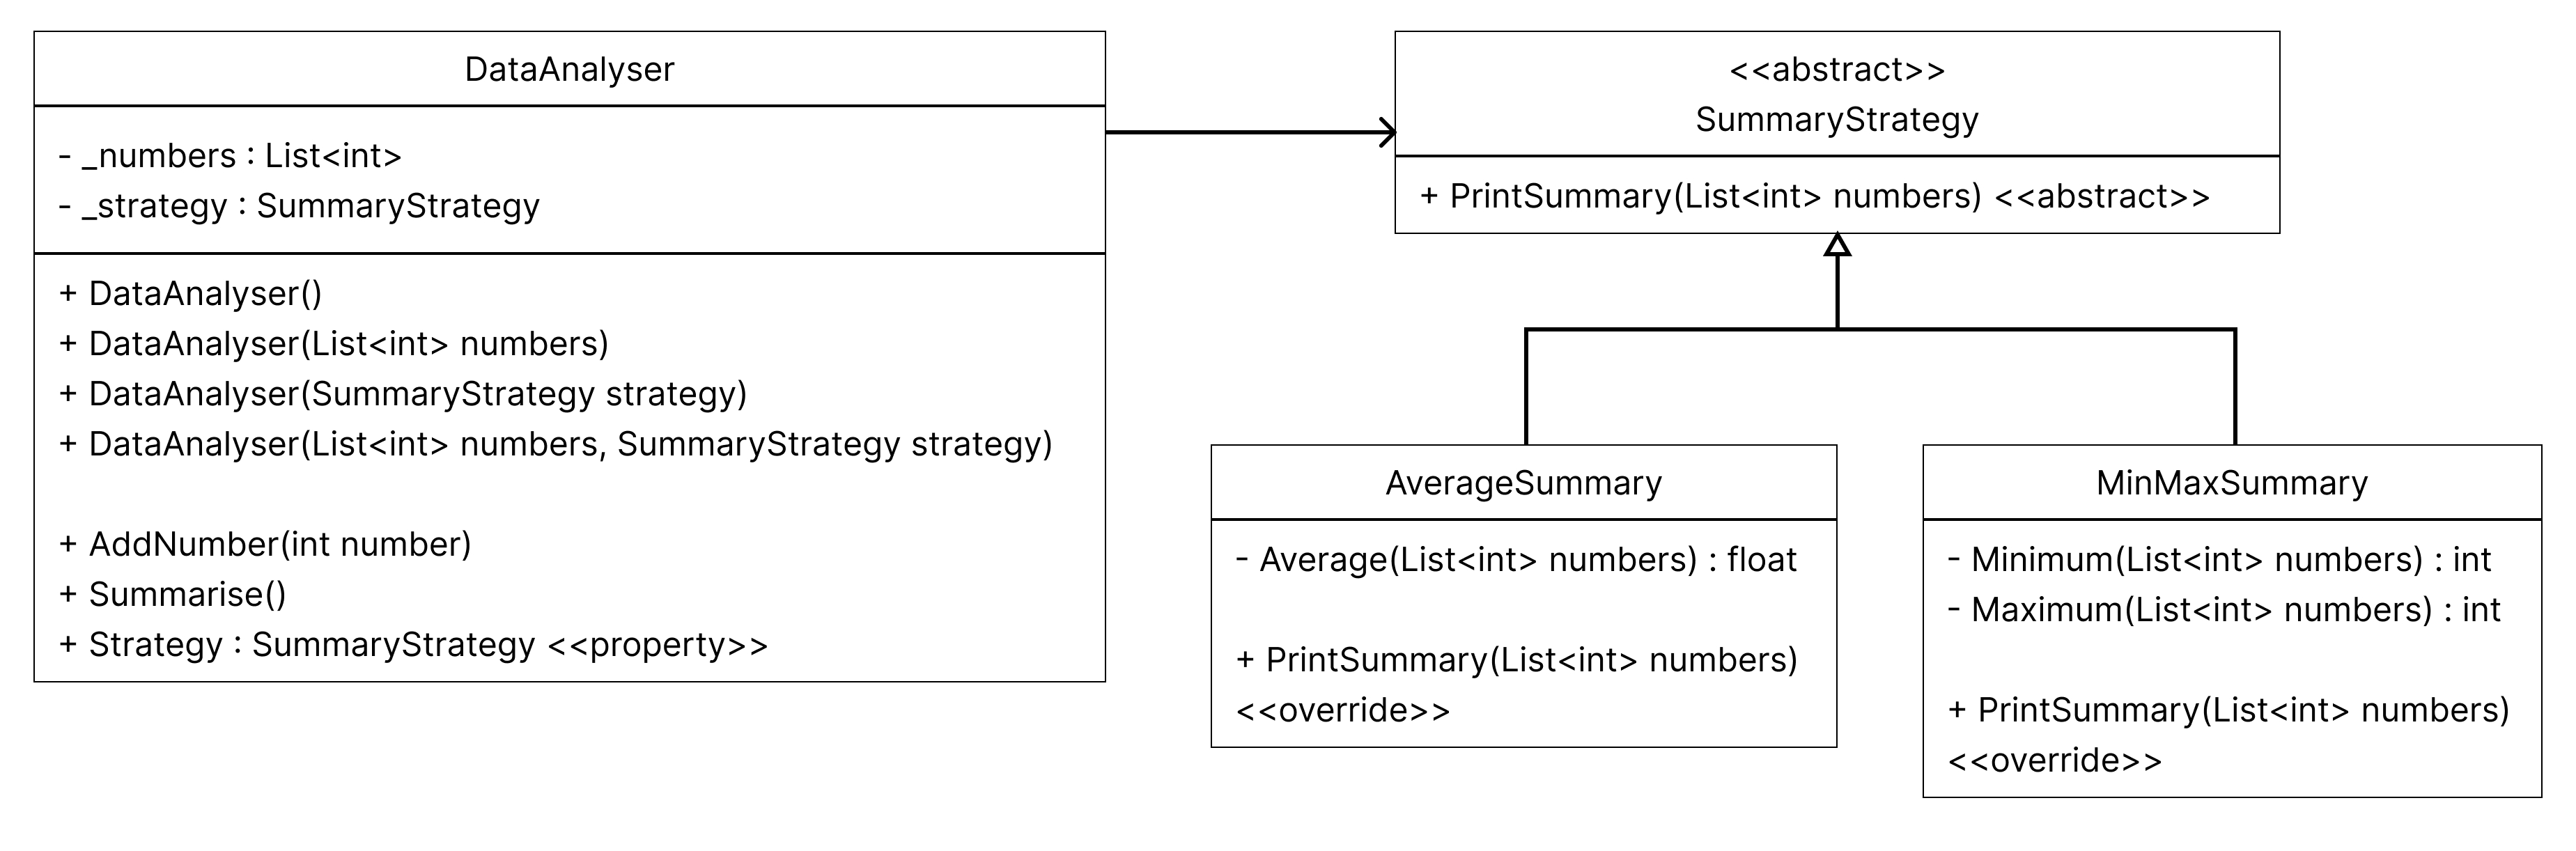 DataAnalyser
- _numbers : List<int>
- _strategy : SummaryStrategy
+ DataAnalyser()
+ DataAnalyser(List<int> numbers)
+ DataAnalyser(SummaryStrategy strategy)
+ DataAnalyser(List<int> numbers, SummaryStrategy strategy)
+ AddNumber(int number)
+ Summarise()
+ Strategy : SummaryStrategy <<property>>
<<abstract>>
SummaryStrategy
+ PrintSummary(List<int> numbers) <<abstract>>
AverageSummary
- Average(List<int> numbers) : float
+ PrintSummary(List<int> numbers)
<<override>>
MinMaxSummary
- Minimum(List<int> numbers) : int
- Maximum(List<int> numbers) : int
+ PrintSummary(List<int> numbers)
<<override>>